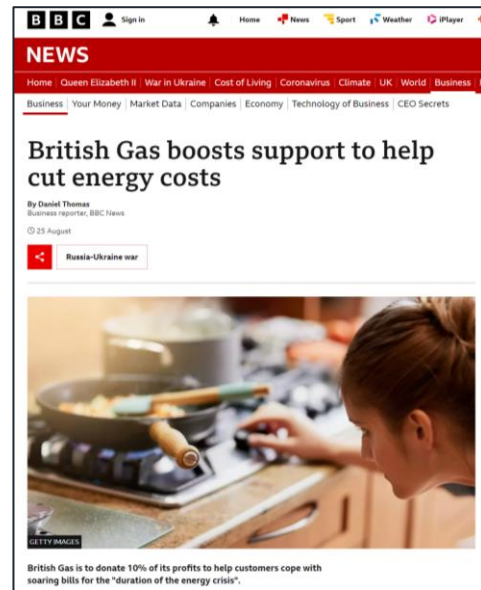 BBC Sign in Home News Sport Weather iPlayer
NEWS
Home Queen Elizabeth II War in Ukraine Cost of Living Coronavirus Climate UK World Business
Business Your Money Market Data Companies Economy Technology of Business CEO Secrets
British Gas boosts support to help
cut energy costs
By Daniel Thomas
Business reporter, BBC News
25 August
Russia-Ukraine war
GETTY IMAGES
British Gas is to donate 10% of its profits to help customers cope with
soaring bills for the "duration of the energy crisis".